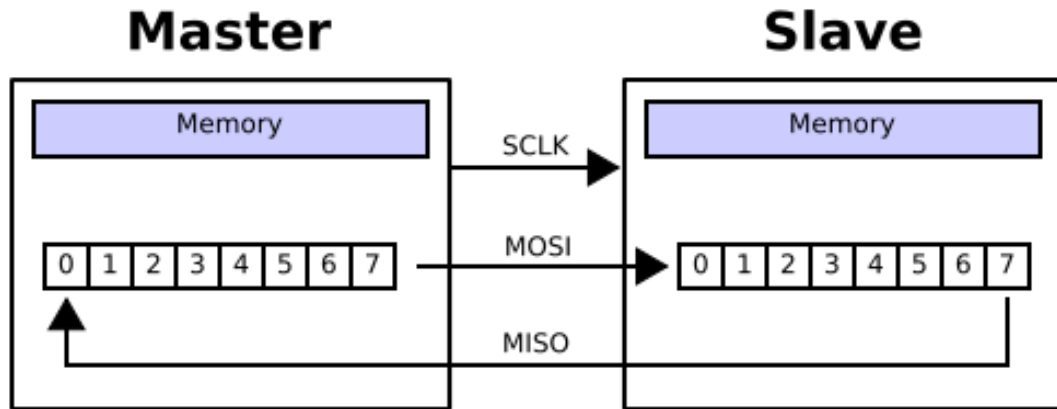 Master Slave
Memory Memory
SCLK
0 1 2 3 4 5 6 7 MOSI 0 1 2 3 4 5 6 7
MISO